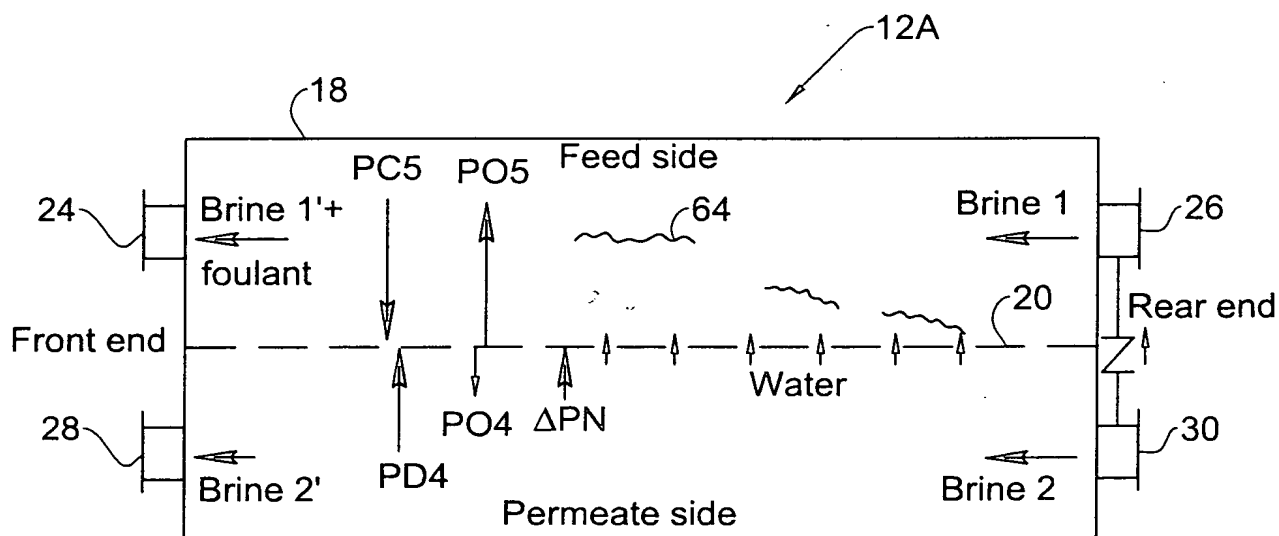 12A
18
Feed side
PC5 PO5
24
Brine 1'+
64
Brine 1
26
foulant
20
Rear end
Front end
Water
28
PO4 ΔPN
30
PD4
Brine 2'
Brine 2
Permeate side